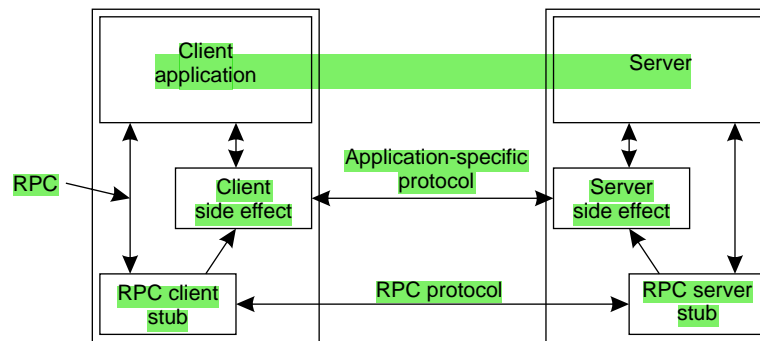 Client
application
Server
Application-specific
protocol
RPC
Client
side effect
Server
side effect
RPC client
stub
RPC protocol
RPC server
stub